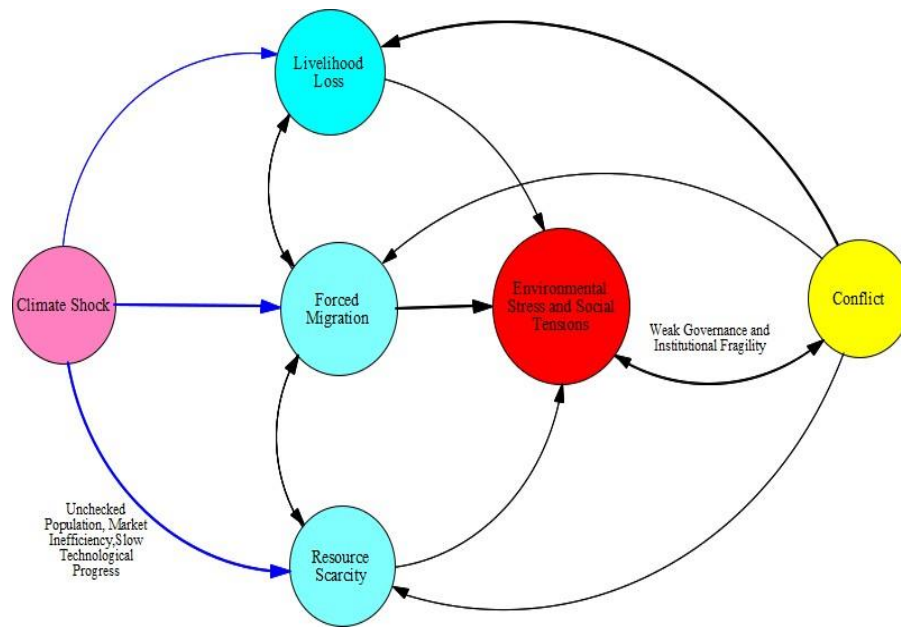 Livelihood
Loss
Climate Shock
Forced
Migration
Environmental
Stress and Social
Tensions
Conflict
Weak Governance and
Institutional Fragility
Unchecked
Population, Market
Inefficiency,Slow
Technological
Progress
Resource
Scarcity